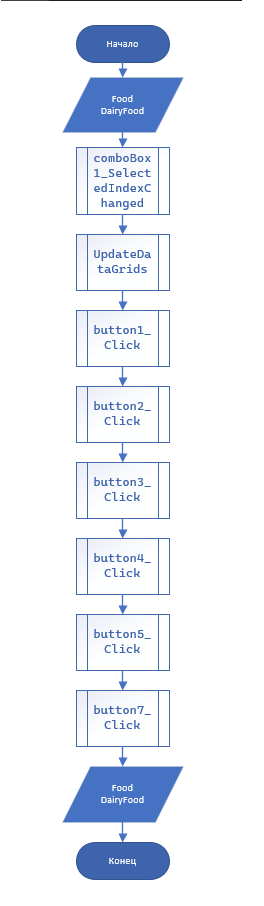 Начало
Food
DairyFood
comboBox
1_Select
edIndexC
hanged
UpdateDa
taGrids
button1_
Click
button2_
Click
button3_
Click
button4_
Click
button5_
Click
button7_
Click
Food
DairyFood
Конец